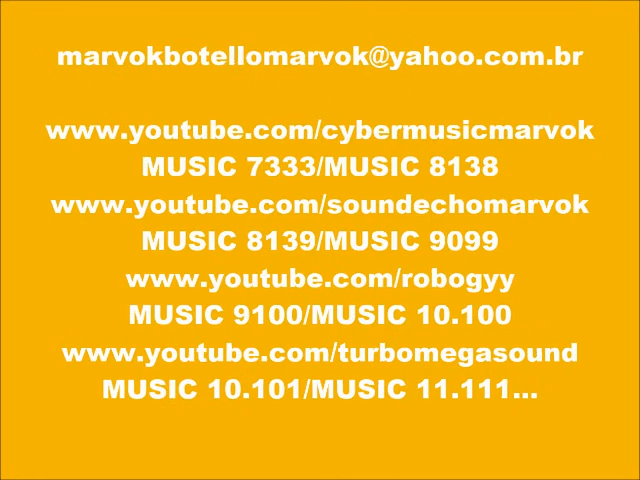 marvokbotellomarvok@yahoo.com.br
www.youtube.com/cybermusicmarvok
MUSIC 7333/MUSIC 8138
www.youtube.com/soundechomarvok
MUSIC 8139/MUSIC 9099
www.youtube.com/robogyy
MUSIC 9100/MUSIC 10.100
www.youtube.com/turbomegasound
MUSIC 10.101/MUSIC 11.111...